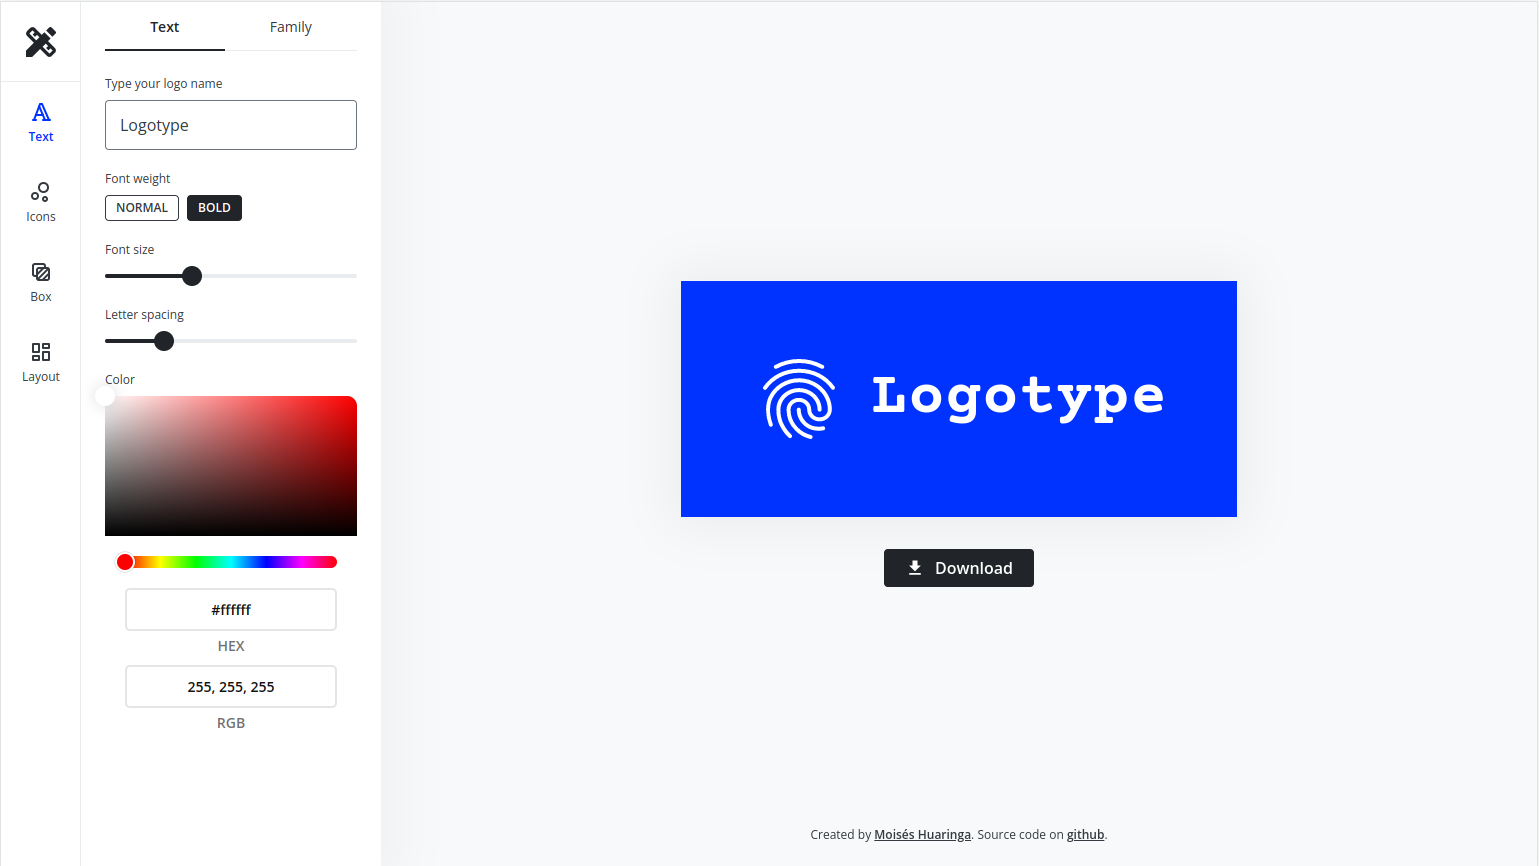 Text
Family
Text
Icons
Box
Layout
Type your logo name
Logotype
Font weight
NORMAL
BOLD
Font size
Letter spacing
Color
#ffffff
HEX
255, 255, 255
RGB
Logotype
Download
Created by Moisés Huaringa. Source code on github.